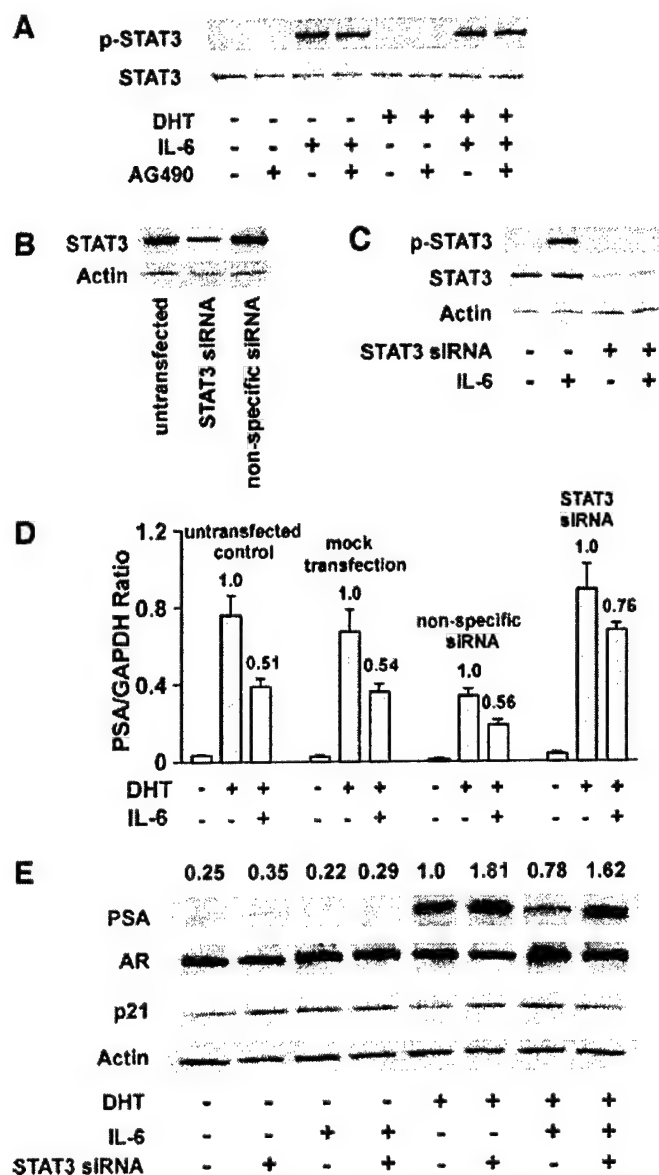 A
p-STAT3
STAT3
DHT - - - - + + + +
IL-6 - - + + - - + +
AG490 - + - + - + - +
B
STAT3
Actin
untransfected
STAT3 siRNA
non-specific siRNA
C
p-STAT3
STAT3
Actin
STAT3 siRNA - - + +
IL-6 - + - +
D
PSA/GAPDH Ratio
1.2
0.8
0.4
0
untransfected
control
1.0
0.51
mock
transfection
1.0
0.54
non-specific
siRNA
1.0
0.56
STAT3
siRNA
1.0
0.76
DHT - + + - + + - + + - + +
IL-6 - - + - - + - - + - - +
E
0.25 0.35 0.22 0.29 1.0 1.81 0.78 1.62
PSA
AR
p21
Actin
DHT - - - - + + + +
IL-6 - - + + - - + +
STAT3 siRNA - + - + - + - +